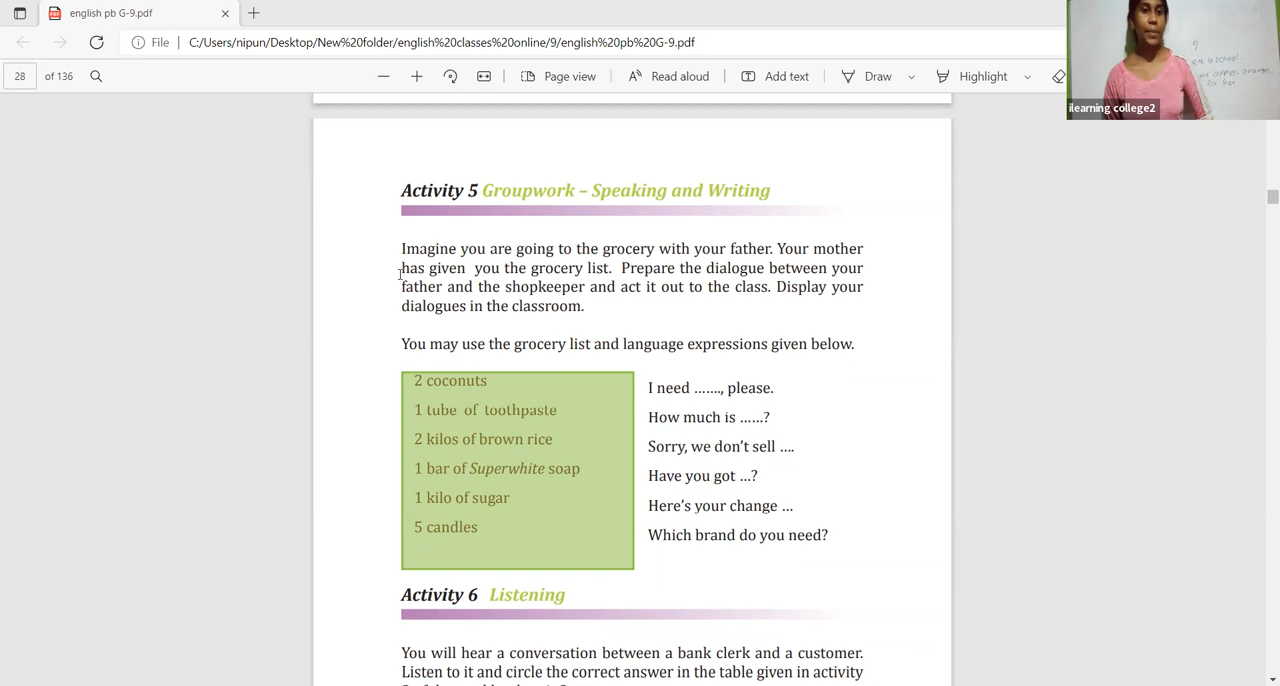 english pb G-9.pdf
File | C:/Users/nipun/Desktop/New%20folder/english%20classes%20online/9/english%20pb%20G-9.pdf
28 of 136
Page view
Read aloud
Add text
Draw
Highlight
ilearning college2
Activity 5 Groupwork – Speaking and Writing
Imagine you are going to the grocery with your father. Your mother
has given you the grocery list. Prepare the dialogue between your
father and the shopkeeper and act it out to the class. Display your
dialogues in the classroom.
You may use the grocery list and language expressions given below.
2 coconuts
1 tube of toothpaste
2 kilos of brown rice
1 bar of Superwhite soap
1 kilo of sugar
5 candles
I need ......., please.
How much is ......?
Sorry, we don't sell ....
Have you got ...?
Here's your change ...
Which brand do you need?
Activity 6 Listening
You will hear a conversation between a bank clerk and a customer.
Listen to it and circle the correct answer in the table given in activity